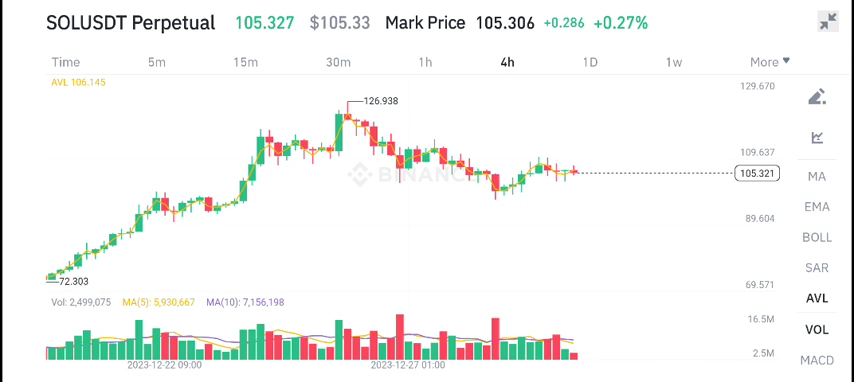 SOLUSDT Perpetual 105.327 $105.33 Mark Price 105.306 +0.286 +0.27%
Time 5m 15m 30m 1h 4h 1D 1w More
AVL 106.145
129.670
126.938
109.637
105.321
BINANCE
89.604
72.303
69.571
MA
EMA
BOLL
SAR
AVL
VOL
MACD
Vol: 2,499,075 MA(5): 5,930,667 MA(10): 7,156,198
16.5M
2.5M
2023-12-22 09:00 2023-12-27 01:00